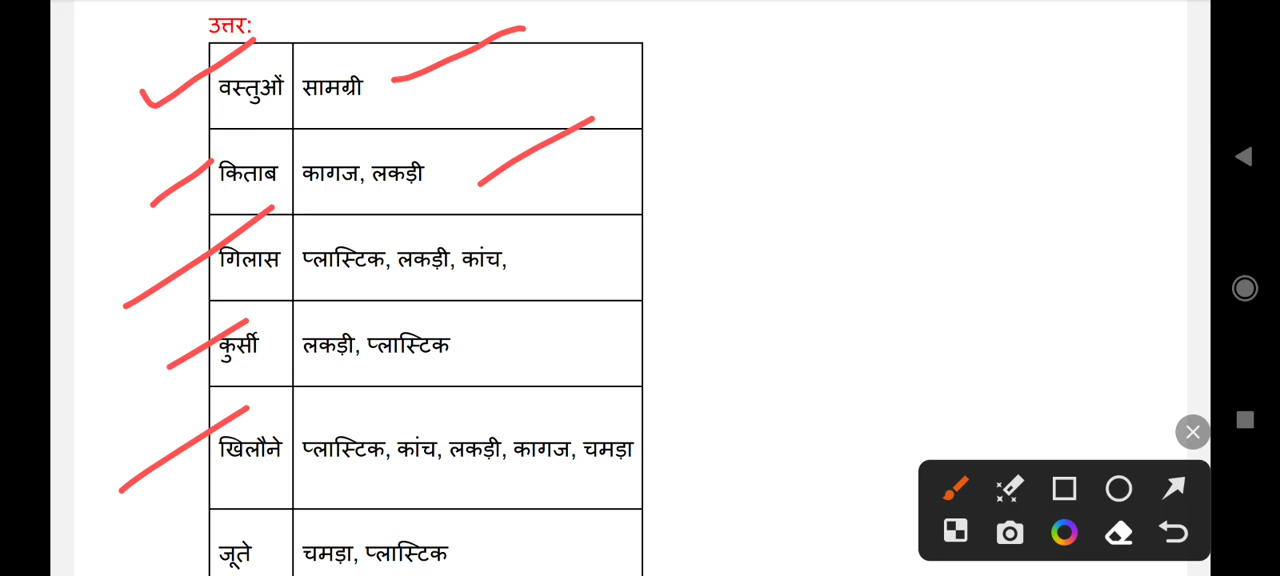 उत्तर:
वस्तुओं सामग्री
किताब कागज, लकड़ी
गिलास प्लास्टिक, लकड़ी, कांच,
कुर्सी लकड़ी, प्लास्टिक
खिलौने प्लास्टिक, कांच, लकड़ी, कागज, चमड़ा
जूते चमड़ा, प्लास्टिक